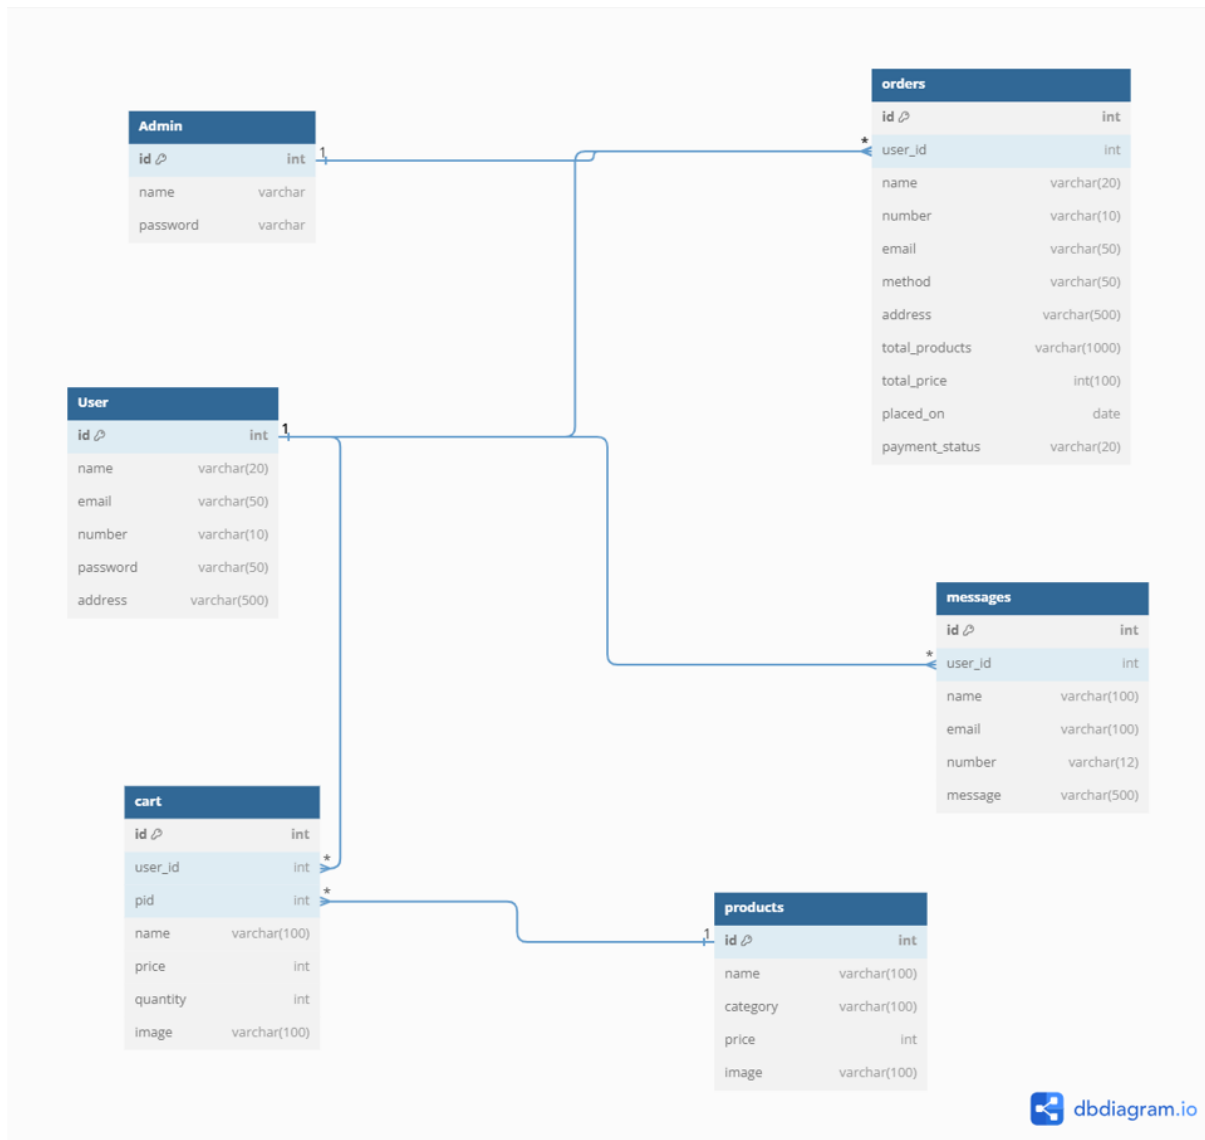 Admin
id int
name varchar
password varchar
1
orders
id int
* user_id int
name varchar(20)
number varchar(10)
email varchar(50)
method varchar(50)
address varchar(500)
total_products varchar(1000)
total_price int(100)
placed_on date
payment_status varchar(20)
User
id int
name varchar(20)
email varchar(50)
number varchar(10)
password varchar(50)
address varchar(500)
1
messages
id int
* user_id int
name varchar(100)
email varchar(100)
number varchar(12)
message varchar(500)
cart
id int
user_id int *
pid int *
name varchar(100)
price int
quantity int
image varchar(100)
products
1 id int
name varchar(100)
category varchar(100)
price int
image varchar(100)
dbdiagram.io